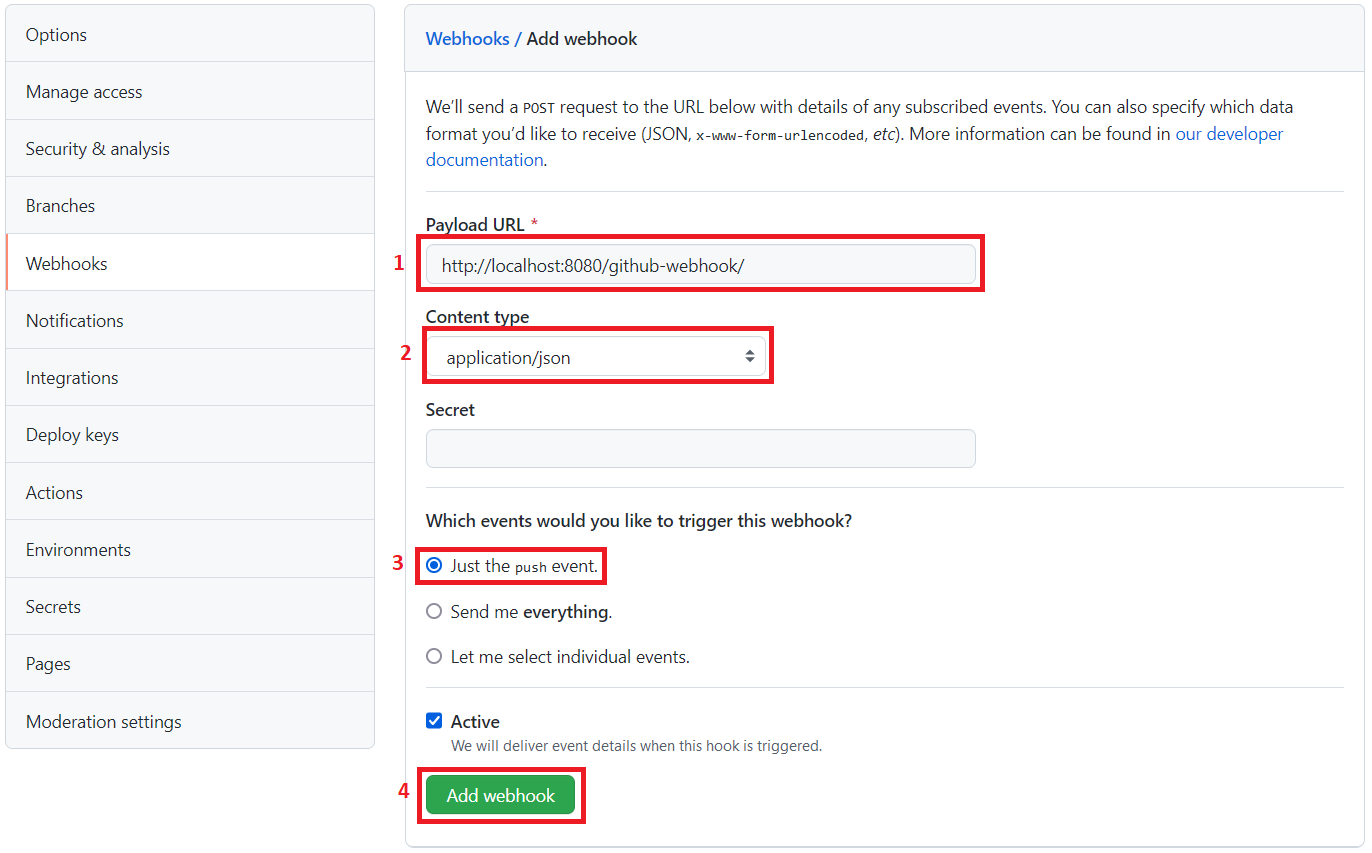 Options
Manage access
Security & analysis
Branches
Webhooks
Notifications
Integrations
Deploy keys
Actions
Environments
Secrets
Pages
Moderation settings
Webhooks / Add webhook
We’ll send a POST request to the URL below with details of any subscribed events. You can also specify which data
format you’d like to receive (JSON, x-www-form-urlencoded, etc). More information can be found in our developer
documentation.
Payload URL *
1 http://localhost:8080/github-webhook/
Content type
2 application/json
Secret
Which events would you like to trigger this webhook?
3 Just the push event.
Send me everything.
Let me select individual events.
Active
We will deliver event details when this hook is triggered.
4 Add webhook